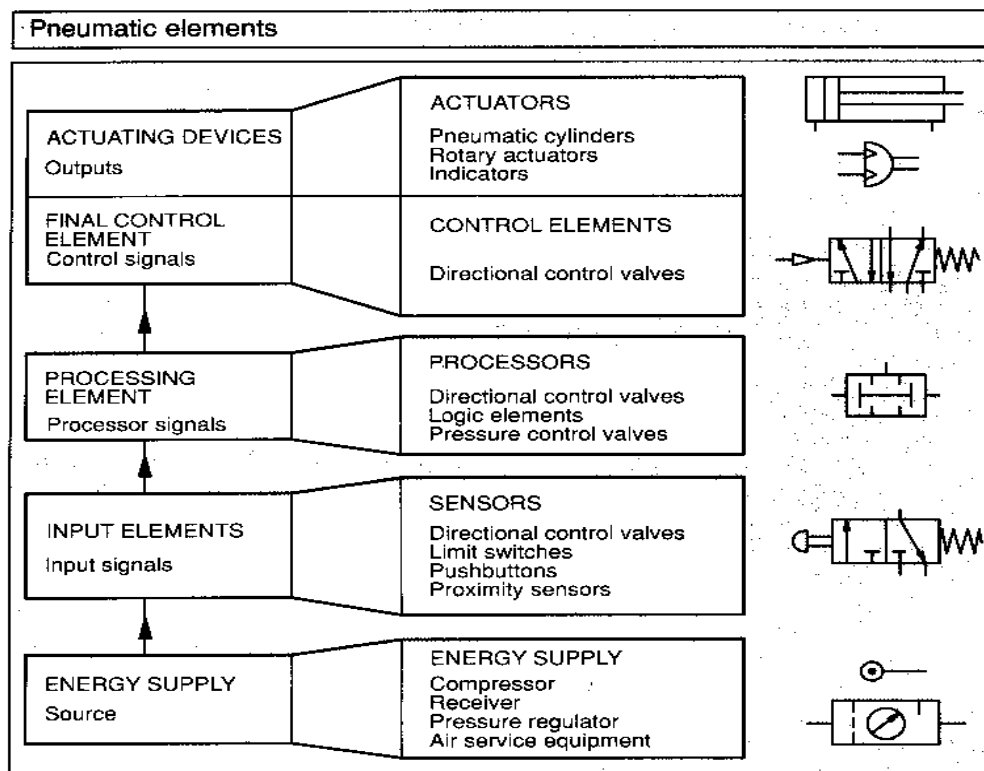 Pneumatic elements
ACTUATING DEVICES
Outputs
ACTUATORS
Pneumatic cylinders
Rotary actuators
Indicators
FINAL CONTROL
ELEMENT
Control signals
CONTROL ELEMENTS
Directional control valves
PROCESSING
ELEMENT
Processor signals
PROCESSORS
Directional control valves
Logic elements
Pressure control valves
INPUT ELEMENTS
Input signals
SENSORS
Directional control valves
Limit switches
Pushbuttons
Proximity sensors
ENERGY SUPPLY
Source
ENERGY SUPPLY
Compressor
Receiver
Pressure regulator
Air service equipment